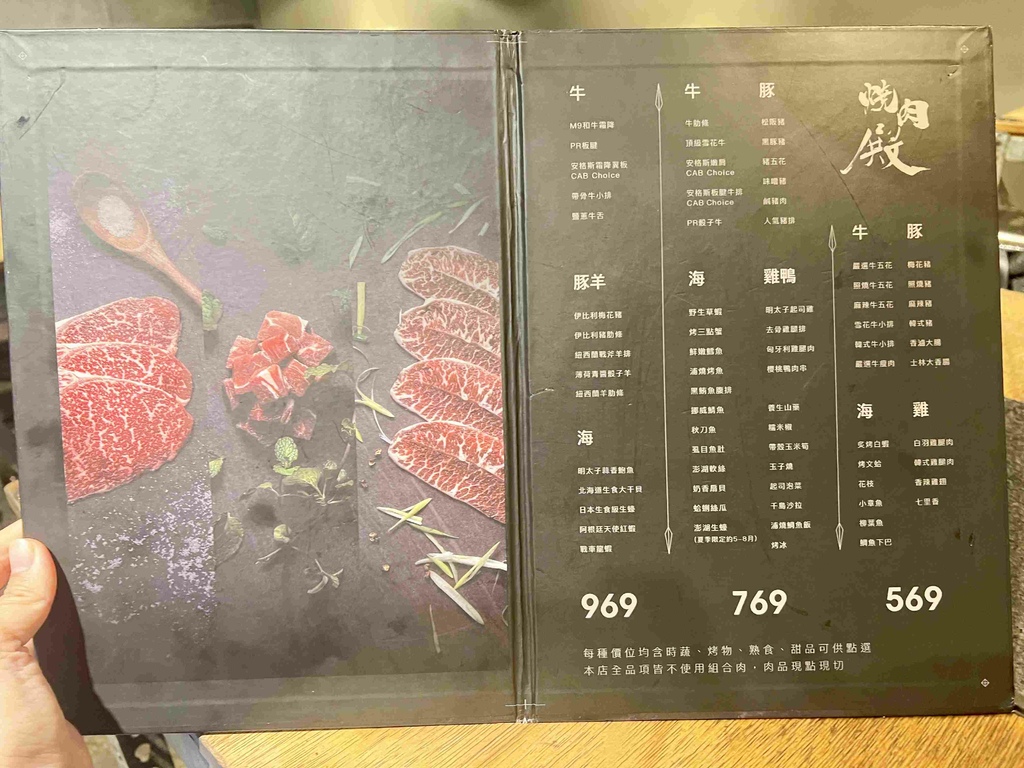 燒肉殿
牛
M9和牛霜降
PR板腱
安格斯霜降翼板
CAB Choice
帶骨牛小排
鹽蔥牛舌
豚羊
伊比利梅花豬
伊比利豬肋條
紐西蘭戰斧羊排
薄荷青醬骰子羊
紐西蘭羊肋條
海
明太子蒜香鮑魚
北海道生食大干貝
日本生食級生蠔
阿根廷天使紅蝦
戰車龍蝦
969
牛
牛肋條
頂級雪花牛
安格斯嫩肩
CAB Choice
安格斯板腱牛排
CAB Choice
PR骰子牛
豚
松阪豬
黑豚豬
豬五花
味噌豬
鹹豬肉
人氣豬排
海
野生草蝦
烤三點蟹
鮮嫩鱈魚
浦燒烤魚
黑鮪魚腹排
挪威鯖魚
秋刀魚
虱目魚肚
澎湖軟絲
奶香扇貝
蛤蜊絲瓜
澎湖生蠔
(夏季限定約5-8月)
雞鴨
明太子起司雞
去骨雞腿排
匈牙利雞腿肉
櫻桃鴨肉串
養生山藥
糯米椒
帶殼玉米筍
玉子燒
起司泡菜
千島沙拉
浦燒鯛魚飯
烤冰
769
牛
嚴選牛五花
照燒牛五花
麻辣牛五花
雪花牛小排
韓式牛小排
嚴選牛瘦肉
豚
梅花豬
照燒豬
麻辣豬
韓式豬
香滷大腸
士林大香腸
海
炙烤白蝦
烤文蛤
花枝
小章魚
柳葉魚
鯛魚下巴
雞
白羽雞腿肉
韓式雞腿肉
香辣雞翅
七里香
569
每種價位均含時蔬、烤物、熟食、甜品可供點選
本店全品項皆不使用組合肉，肉品現點現切